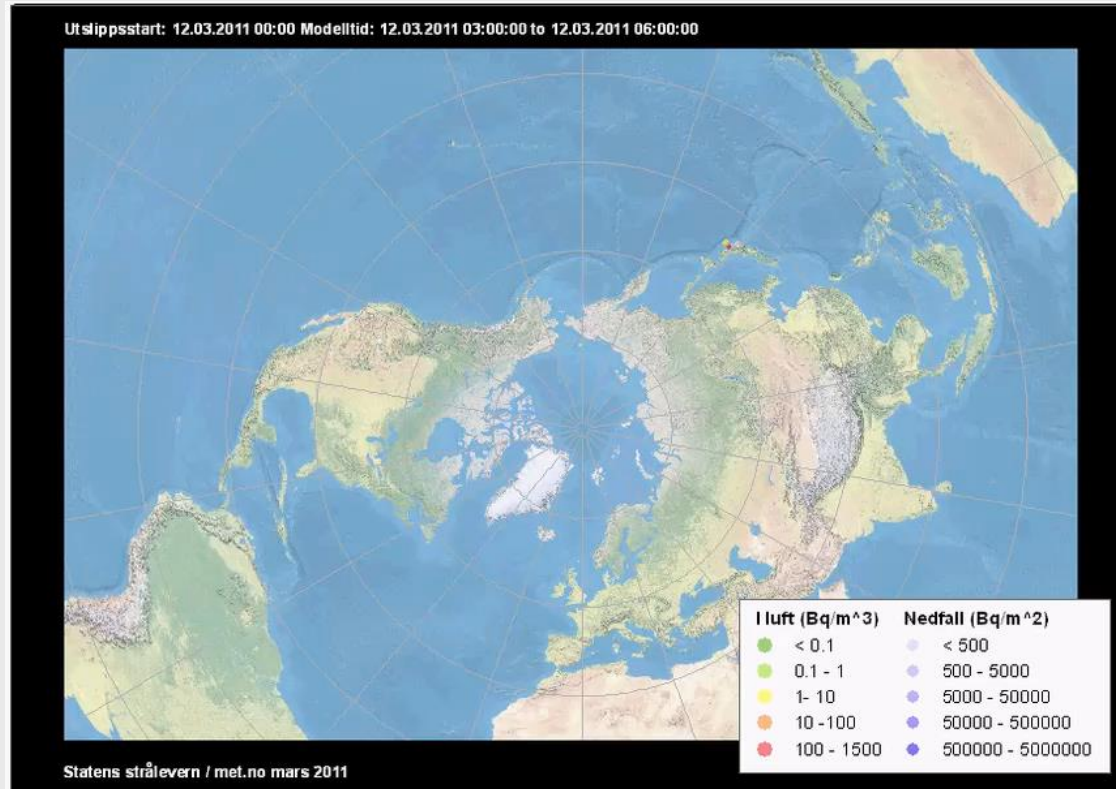 Utslippsstart: 12.03.2011 00:00 Modelltid: 12.03.2011 03:00:00 to 12.03.2011 06:00:00
I luft (Bq/m^3) Nedfall (Bq/m^2)
< 0.1 < 500
0.1 - 1 500 - 5000
1- 10 5000 - 50000
10 -100 50000 - 500000
100 - 1500 500000 - 5000000
Statens strålevern / met.no mars 2011